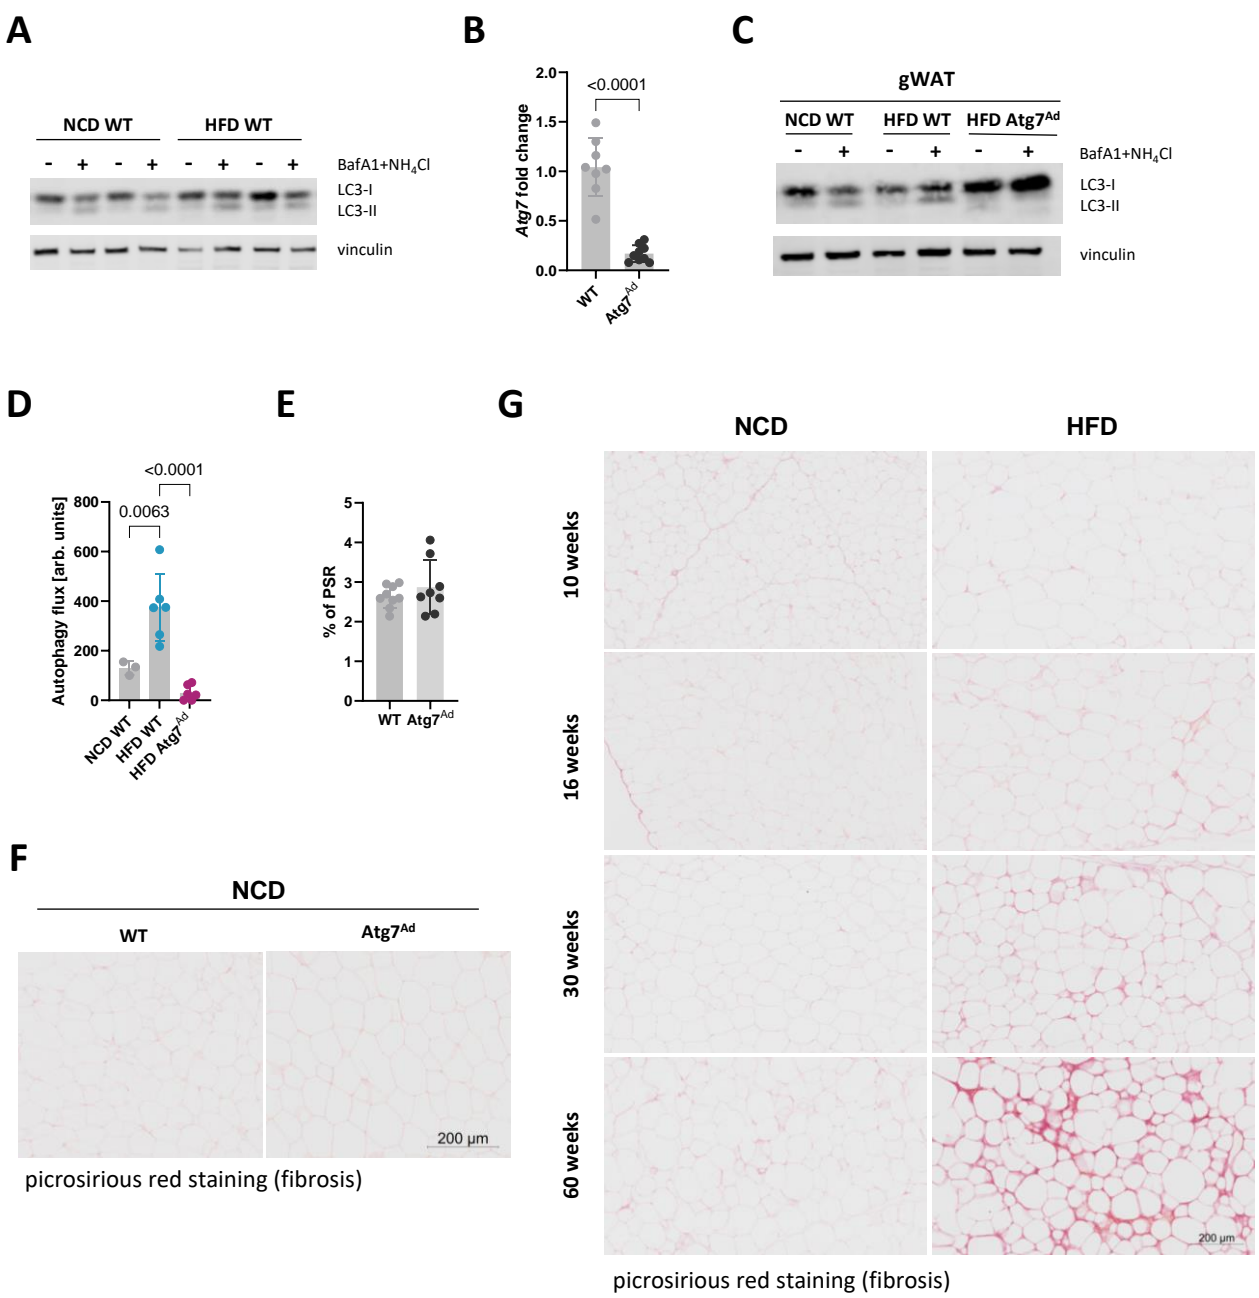 A
NCD WT HFD WT
- + - + - + - + BafA1+NH₄Cl
LC3-I
LC3-II
vinculin
B
<0.0001
Atg7 fold change
2.0
1.5
1.0
0.5
0.0
WT Atg7ᴬᵈ
C
gWAT
NCD WT HFD WT HFD Atg7ᴬᵈ
- + - + - + BafA1+NH₄Cl
LC3-I
LC3-II
vinculin
D
<0.0001
0.0063
Autophagy flux [arb. units]
800
600
400
200
0
NCD WT HFD WT HFD Atg7ᴬᵈ
E
% of PSR
5
4
3
2
1
0
WT Atg7ᴬᵈ
F
NCD
WT Atg7ᴬᵈ
200 µm
picrosirious red staining (fibrosis)
G
NCD HFD
10 weeks
16 weeks
30 weeks
60 weeks
200 µm
picrosirious red staining (fibrosis)